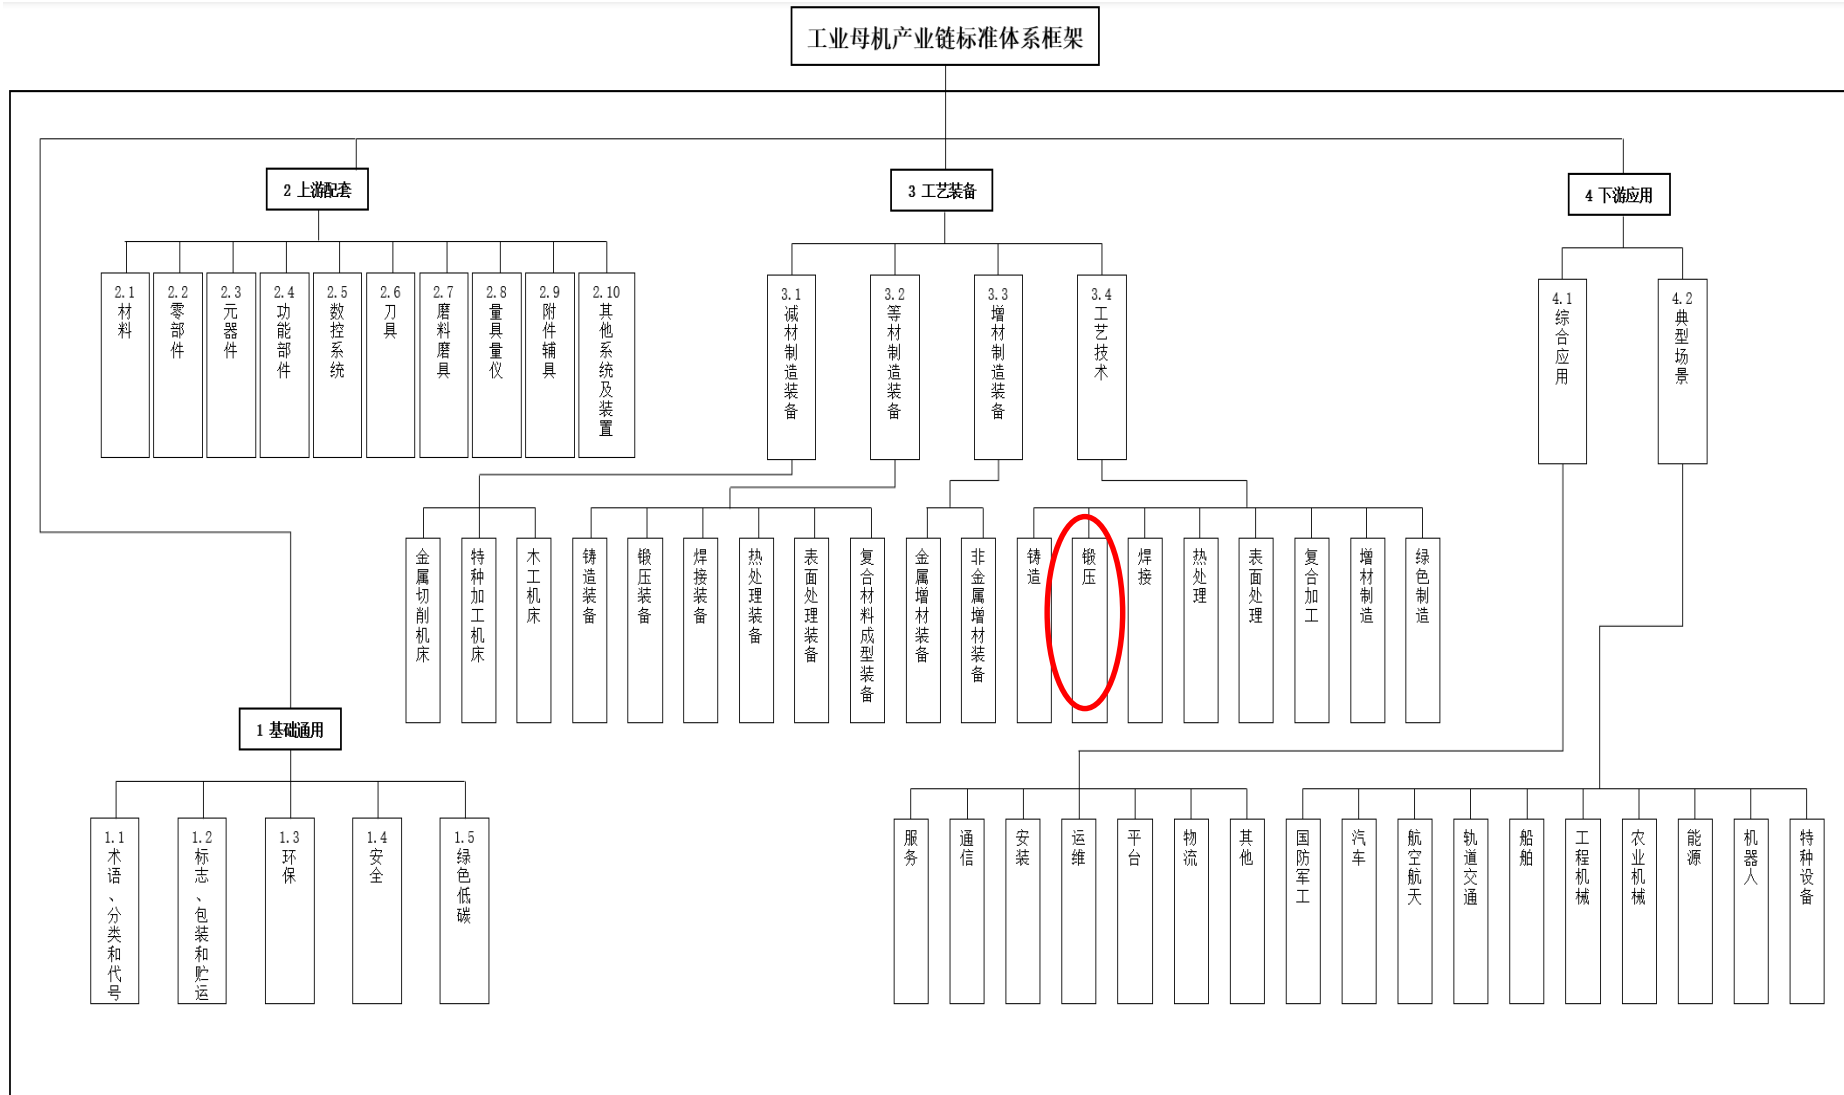 工业母机产业链标准体系框架
2 上游配套
3 工艺装备
4 下游应用
2.1 材料
2.2 零部件
2.3 元器件
2.4 功能部件
2.5 数控系统
2.6 刀具
2.7 磨料磨具
2.8 量具量仪
2.9 附件辅具
2.10 其他系统及装置
3.1 减材制造装备
3.2 等材制造装备
3.3 增材制造装备
3.4 工艺技术
4.1 综合应用
4.2 典型场景
金属切削机床
特种加工机床
木工机床
铸造装备
锻压装备
焊接装备
热处理装备
表面处理装备
复合材料成型装备
金属增材装备
非金属增材装备
铸造
锻压
焊接
热处理
表面处理
复合加工
增材制造
绿色制造
1 基础通用
1.1 术语、分类和代号
1.2 标志、包装和贮运
1.3 环保
1.4 安全
1.5 绿色低碳
服务
通信
安装
运维
平台
物流
其他
国防军工
汽车
航空航天
轨道交通
船舶
工程机械
农业机械
能源
机器人
特种设备